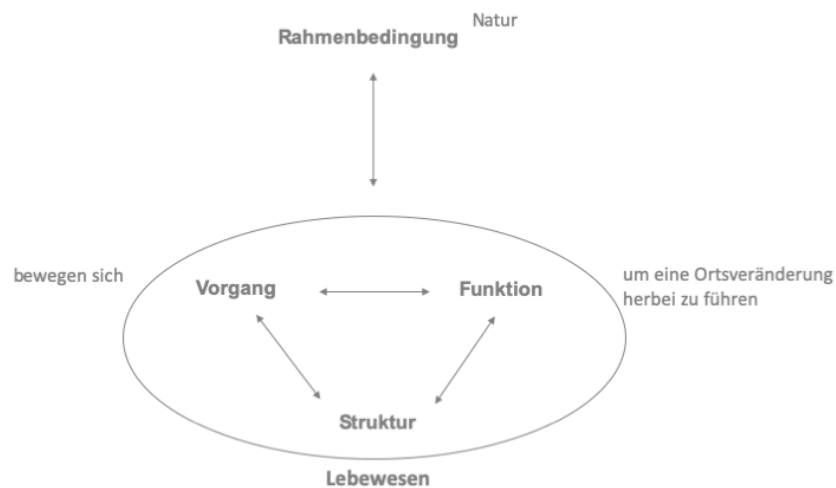 Natur
Rahmenbedingung
bewegen sich
Vorgang
Funktion
um eine Ortsveränderung
herbei zu führen
Struktur
Lebewesen